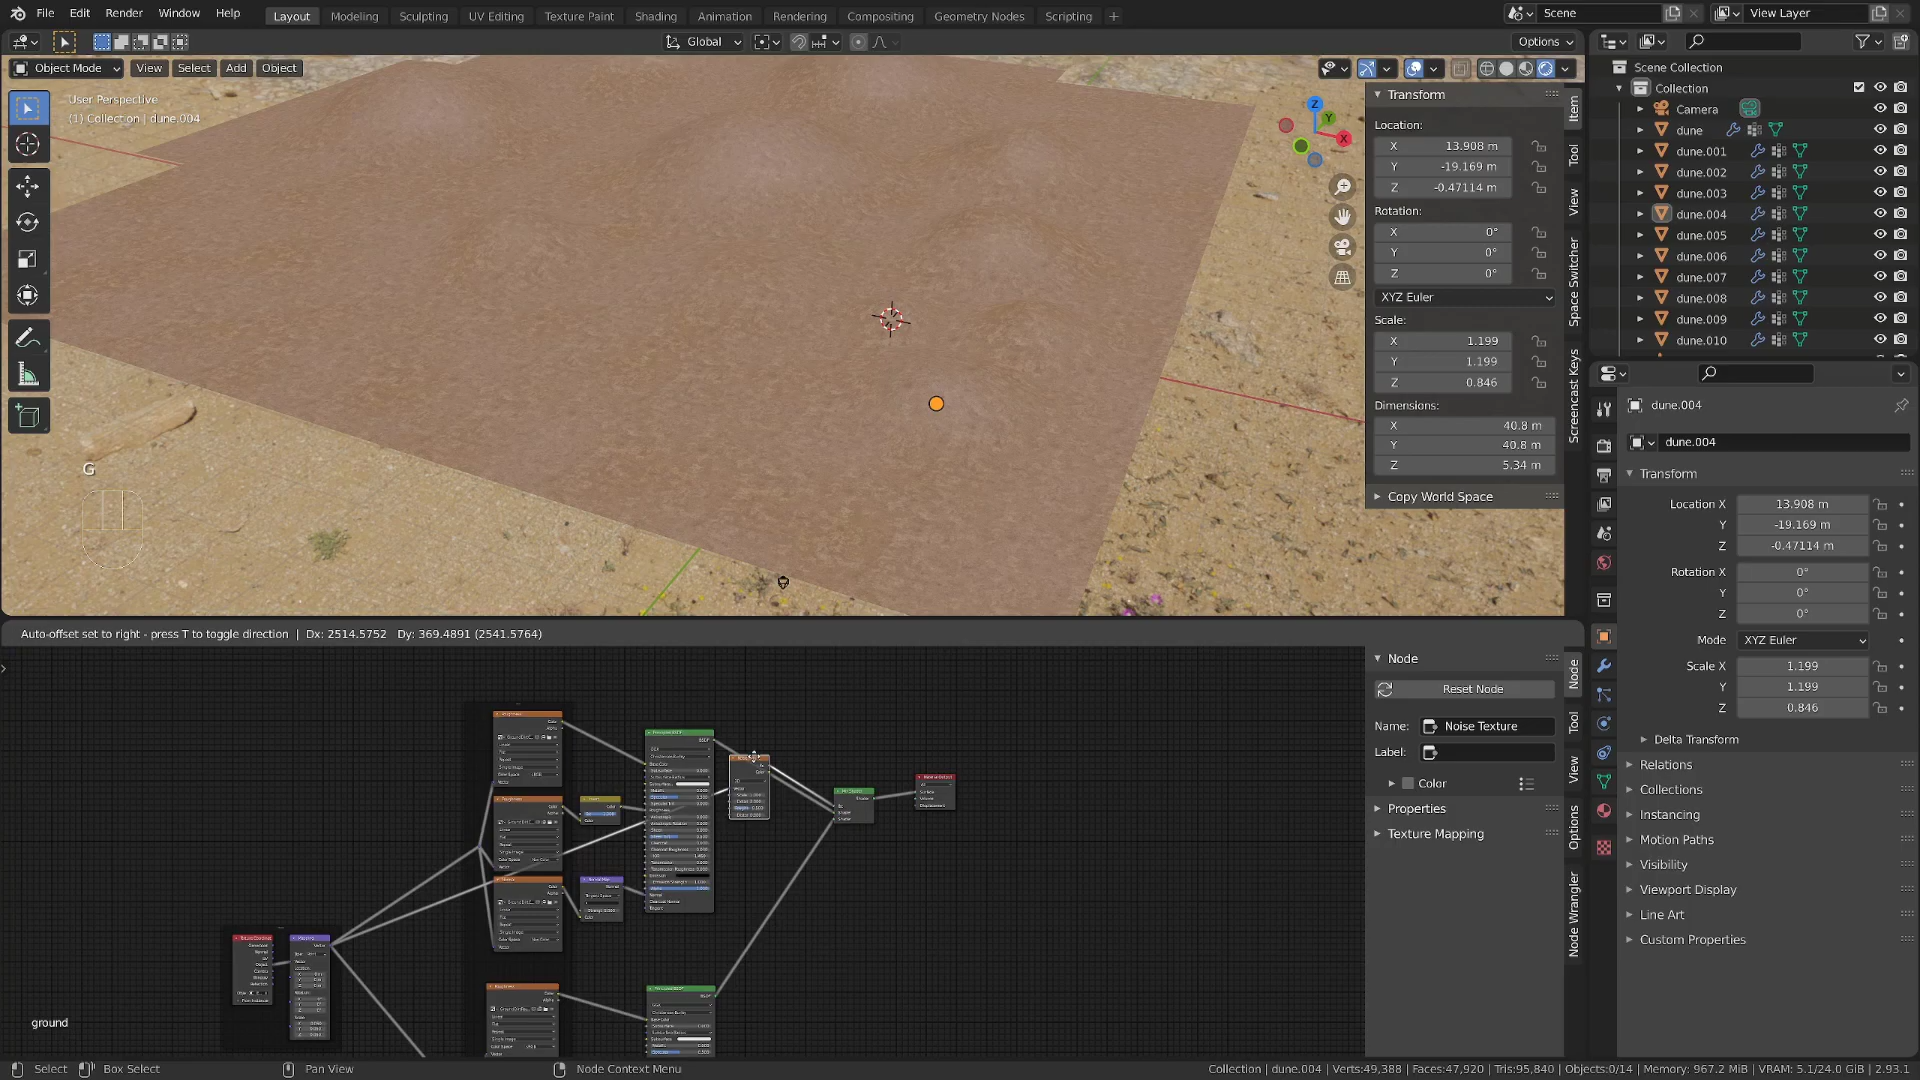 File Edit Render Window Help
Layout Modeling Sculpting UV Editing Texture Paint Shading Animation Rendering Compositing Geometry Nodes Scripting +
Scene
View Layer
Global
Options
Object Mode View Select Add Object
User Perspective
(1) Collection | dune.004
Z
Y
X
G
Transform
Location:
X 13.908 m
Y -19.169 m
Z -0.47114 m
Rotation:
X 0°
Y 0°
Z 0°
XYZ Euler
Scale:
X 1.199
Y 1.199
Z 0.846
Dimensions:
X 40.8 m
Y 40.8 m
Z 5.34 m
Copy World Space
Item
Tool
View
Space Switcher
Screencast Keys
Scene Collection
Collection
Camera
dune
dune.001
dune.002
dune.003
dune.004
dune.005
dune.006
dune.007
dune.008
dune.009
dune.010
dune.004
dune.004
Transform
Location X 13.908 m
Y -19.169 m
Z -0.47114 m
Rotation X 0°
Y 0°
Z 0°
Mode XYZ Euler
Scale X 1.199
Y 1.199
Z 0.846
Delta Transform
Relations
Collections
Instancing
Motion Paths
Visibility
Viewport Display
Line Art
Custom Properties
Auto-offset set to right - press T to toggle direction | Dx: 2514.5752 Dy: 369.4891 (2541.5764)
Node
Reset Node
Name: Noise Texture
Label:
Color
Properties
Texture Mapping
Node
Tool
View
Options
Node Wrangler
ground
Select Box Select Pan View Node Context Menu
Collection | dune.004 | Verts:49,388 | Faces:47,920 | Tris:95,840 | Objects:0/14 | Memory: 967.2 MiB | VRAM: 5.1/24.0 GiB | 2.93.1